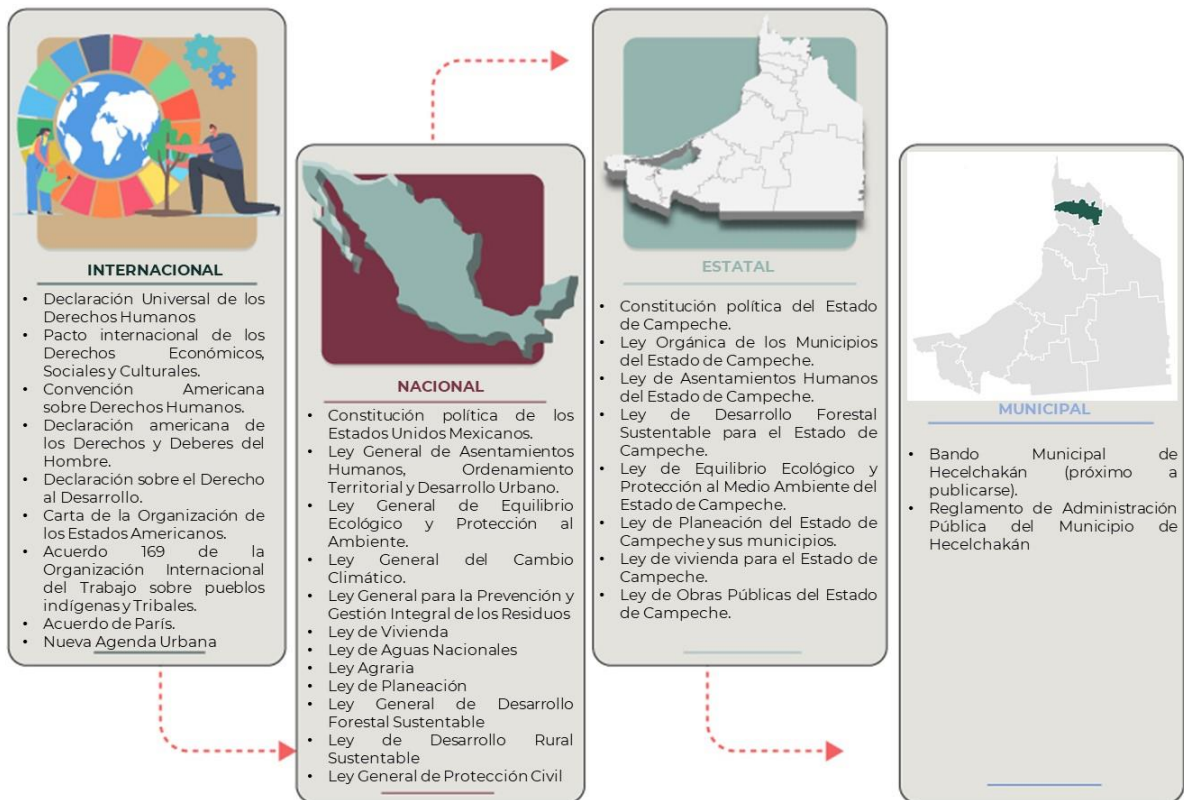 INTERNACIONAL
• Declaración Universal de los
Derechos Humanos
• Pacto internacional de los
Derechos Económicos,
Sociales y Culturales.
• Convención Americana
sobre Derechos Humanos.
• Declaración americana de
los Derechos y Deberes del
Hombre.
• Declaración sobre el Derecho
al Desarrollo.
• Carta de la Organización de
los Estados Americanos.
• Acuerdo 169 de la
Organización Internacional
del Trabajo sobre pueblos
indígenas y Tribales.
• Acuerdo de París.
• Nueva Agenda Urbana
NACIONAL
• Constitución política de los
Estados Unidos Mexicanos.
• Ley General de Asentamientos
Humanos, Ordenamiento
Territorial y Desarrollo Urbano.
• Ley General de Equilibrio
Ecológico y Protección al
Ambiente.
• Ley General del Cambio
Climático.
• Ley General para la Prevención y
Gestión Integral de los Residuos
• Ley de Vivienda
• Ley de Aguas Nacionales
• Ley Agraria
• Ley de Planeación
• Ley General de Desarrollo
Forestal Sustentable
• Ley de Desarrollo Rural
Sustentable
• Ley General de Protección Civil
ESTATAL
• Constitución política del Estado
de Campeche.
• Ley Orgánica de los Municipios
del Estado de Campeche.
• Ley de Asentamientos Humanos
del Estado de Campeche.
• Ley de Desarrollo Forestal
Sustentable para el Estado de
Campeche.
• Ley de Equilibrio Ecológico y
Protección al Medio Ambiente del
Estado de Campeche.
• Ley de Planeación del Estado de
Campeche y sus municipios.
• Ley de vivienda para el Estado de
Campeche.
• Ley de Obras Públicas del Estado
de Campeche.
MUNICIPAL
• Bando Municipal de
Hecelchakán (próximo a
publicarse).
• Reglamento de Administración
Pública del Municipio de
Hecelchakán